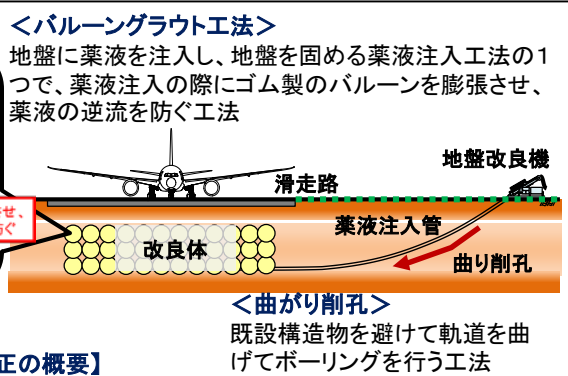 ＜バルーングラウト工法＞
地盤に薬液を注入し、地盤を固める薬液注入工法の1
つで、薬液注入の際にゴム製のバルーンを膨張させ、
薬液の逆流を防ぐ工法
地盤改良機
滑走路
せ、
ぐ
薬液注入管
改良体
曲り削孔
＜曲がり削孔＞
既設構造物を避けて軌道を曲
げてボーリングを行う工法
正の概要】